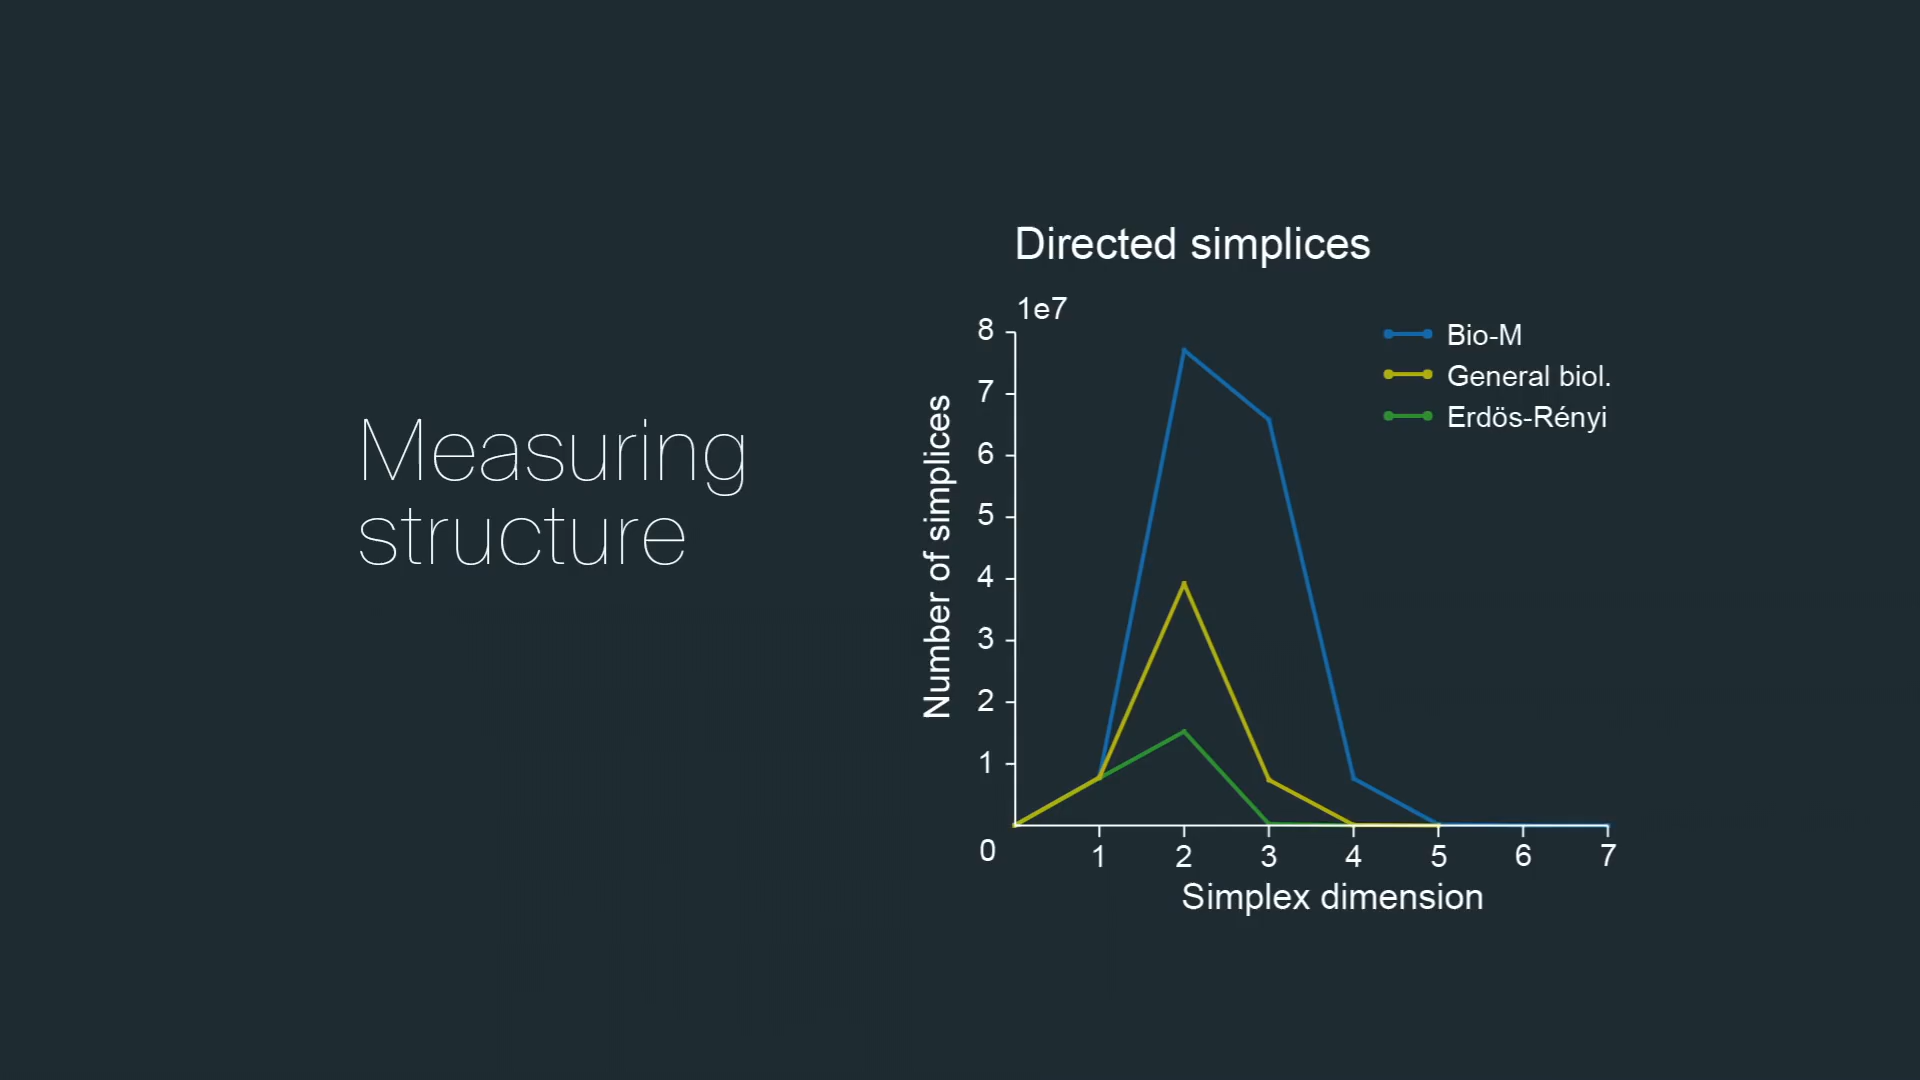 Measuring
structure
Directed simplices
1e7
8
7
6
5
4
3
2
1
0
Number of simplices
Bio-M
General biol.
Erdös-Rényi
1 2 3 4 5 6 7
Simplex dimension